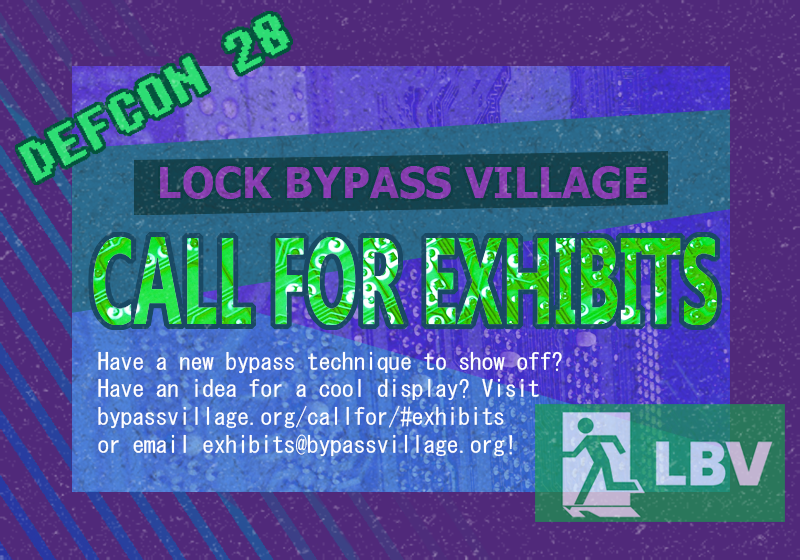 DEFCON 28
LOCK BYPASS VILLAGE
CALL FOR EXHIBITS
Have a new bypass technique to show off?
Have an idea for a cool display? Visit
bypassvillage.org/callfor/#exhibits
or email exhibits@bypassvillage.org!
LBV